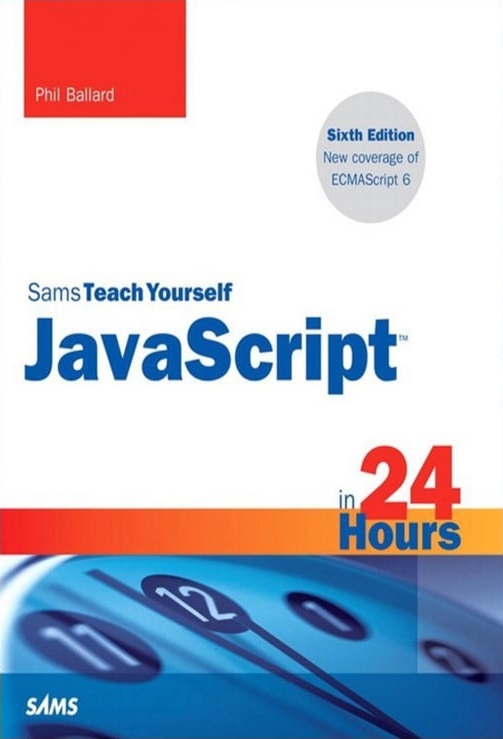 Phil Ballard
Sixth Edition
New coverage of
ECMAScript 6
Sams Teach Yourself
JavaScript™
in 24
Hours
11
12
1
2
SAMS